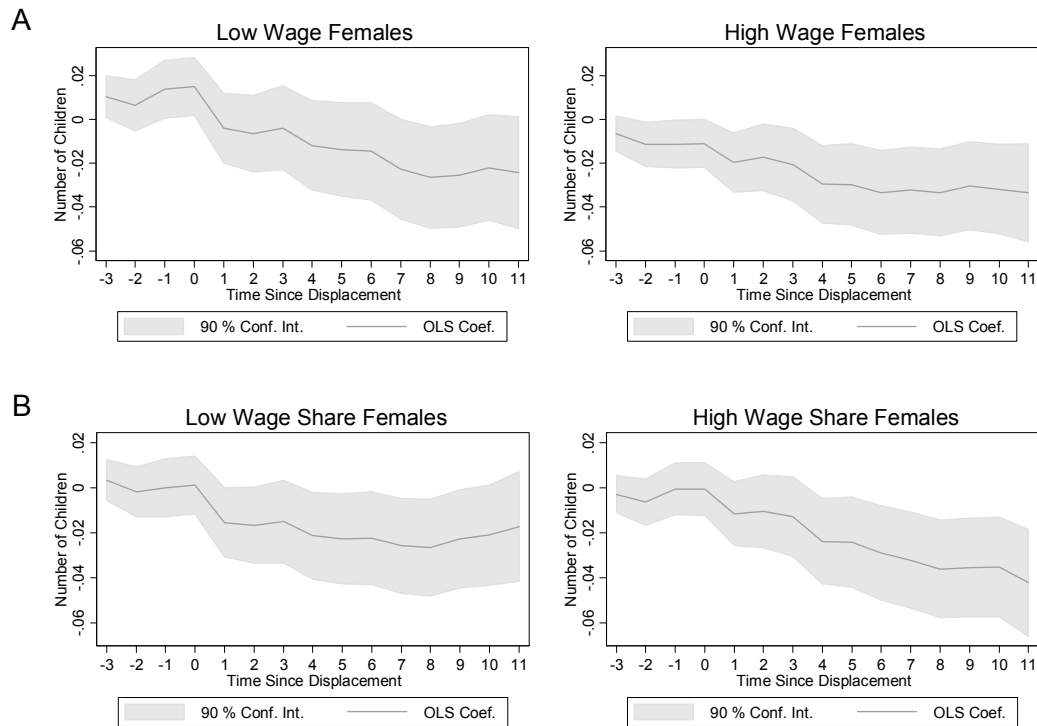 A
Low Wage Females
Number of Children
.02
0
-.02
-.04
-.06
-3 -2 -1 0 1 2 3 4 5 6 7 8 9 10 11
Time Since Displacement
90 % Conf. Int. OLS Coef.
High Wage Females
Number of Children
.02
0
-.02
-.04
-.06
-3 -2 -1 0 1 2 3 4 5 6 7 8 9 10 11
Time Since Displacement
90 % Conf. Int. OLS Coef.
B
Low Wage Share Females
Number of Children
.02
0
-.02
-.04
-.06
-3 -2 -1 0 1 2 3 4 5 6 7 8 9 10 11
Time Since Displacement
90 % Conf. Int. OLS Coef.
High Wage Share Females
Number of Children
.02
0
-.02
-.04
-.06
-3 -2 -1 0 1 2 3 4 5 6 7 8 9 10 11
Time Since Displacement
90 % Conf. Int. OLS Coef.